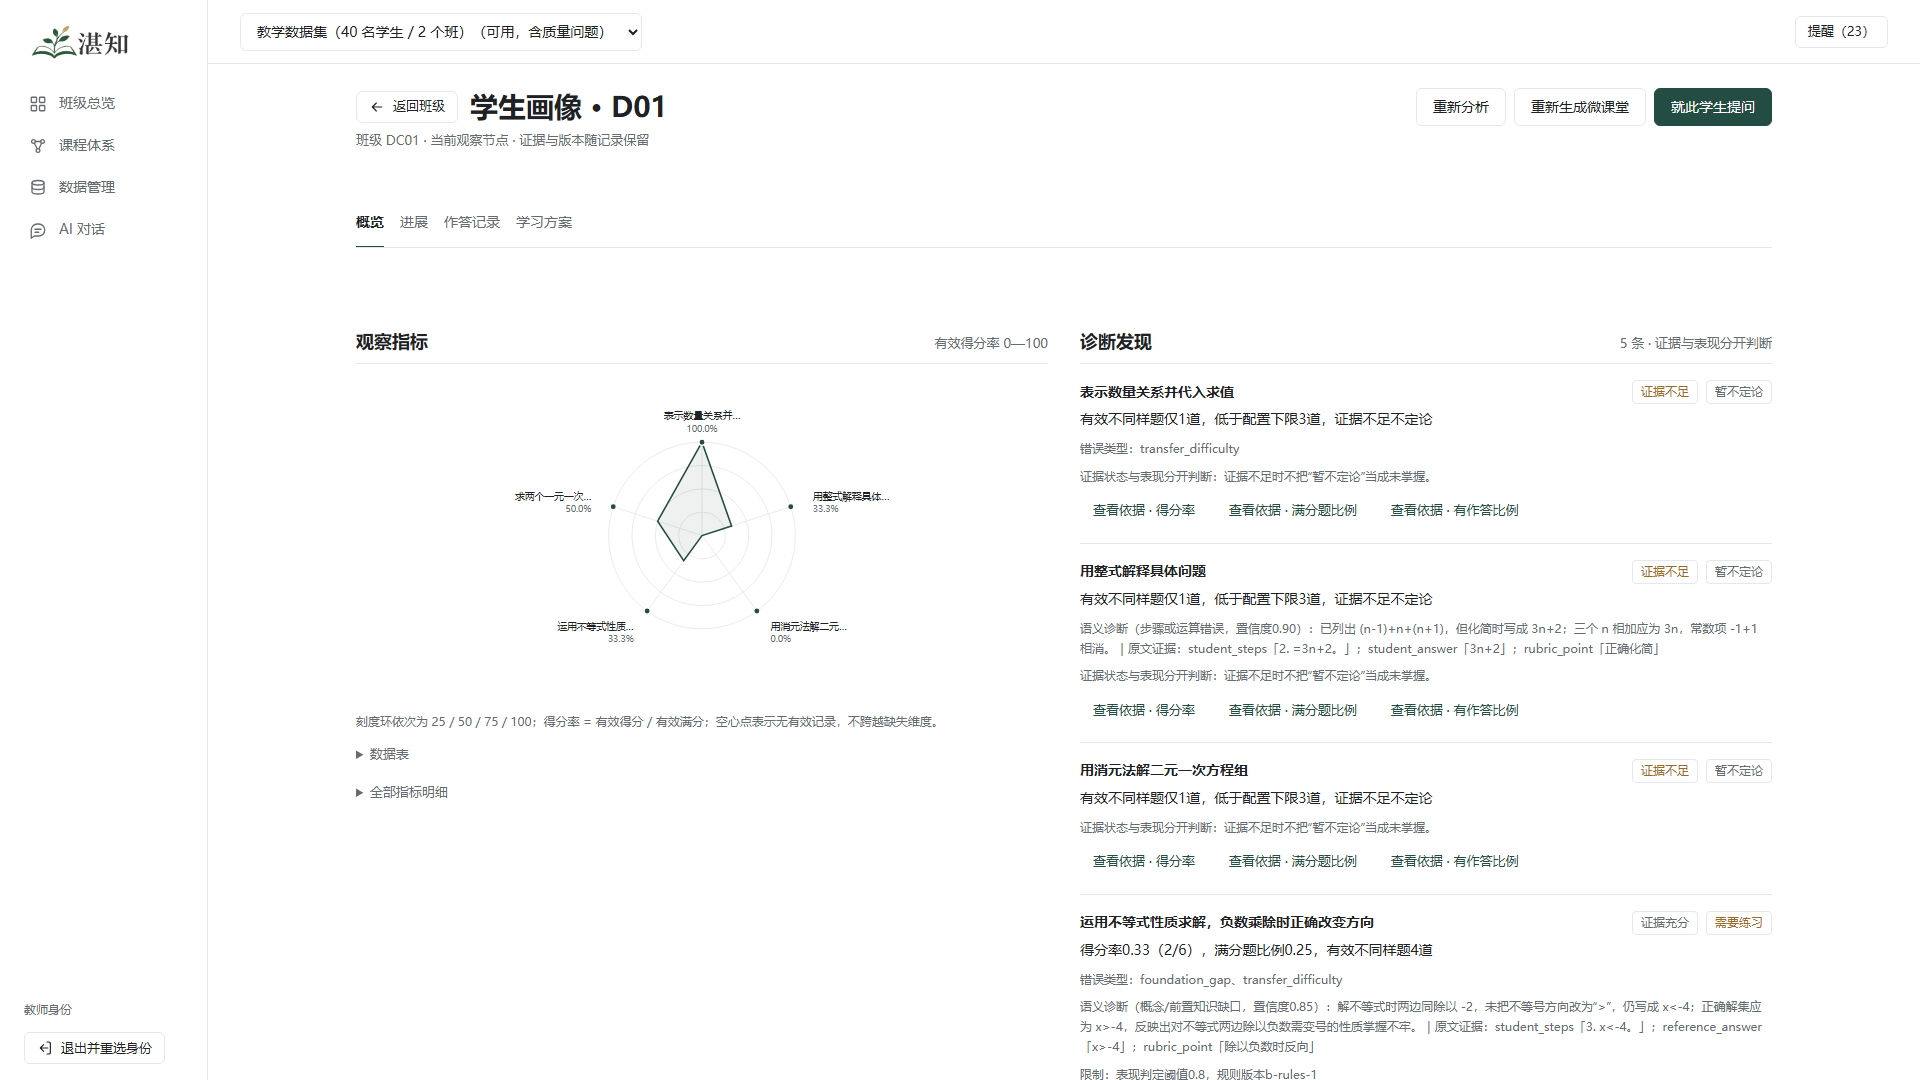 湛知
教学数据集（40 名学生 / 2 个班）（可用，含质量问题）
提醒（23）
班级总览
课程体系
数据管理
AI 对话
教师身份
退出并重选身份
返回班级
学生画像 • D01
班级 DC01 · 当前观察节点 · 证据与版本随记录保留
重新分析
重新生成微课堂
就此学生提问
概览
进展
作答记录
学习方案
观察指标
有效得分率 0—100
表示数量关系并...
100.0%
求两个一元一次...
50.0%
用整式解释具体...
33.3%
运用不等式性质...
33.3%
用消元法解二元...
0.0%
刻度环依次为 25 / 50 / 75 / 100；得分率 = 有效得分 / 有效满分；空心点表示无有效记录，不跨越缺失维度。
数据表
全部指标明细
诊断发现
5 条 · 证据与表现分开判断
表示数量关系并代入求值
证据不足
暂不定论
有效不同样题仅1道，低于配置下限3道，证据不足不定论
错误类型：transfer_difficulty
证据状态与表现分开判断：证据不足时不把“暂不定论”当成未掌握。
查看依据 · 得分率
查看依据 · 满分题比例
查看依据 · 有作答比例
用整式解释具体问题
证据不足
暂不定论
有效不同样题仅1道，低于配置下限3道，证据不足不定论
语义诊断（步骤或运算错误，置信度0.90）：已列出 (n-1)+n+(n+1)，但化简时写成 3n+2；三个 n 相加应为 3n，常数项 -1+1
相消。 | 原文证据：student_steps「2. =3n+2。」；student_answer「3n+2」；rubric_point「正确化简」
证据状态与表现分开判断：证据不足时不把“暂不定论”当成未掌握。
查看依据 · 得分率
查看依据 · 满分题比例
查看依据 · 有作答比例
用消元法解二元一次方程组
证据不足
暂不定论
有效不同样题仅1道，低于配置下限3道，证据不足不定论
证据状态与表现分开判断：证据不足时不把“暂不定论”当成未掌握。
查看依据 · 得分率
查看依据 · 满分题比例
查看依据 · 有作答比例
运用不等式性质求解，负数乘除时正确改变方向
证据充分
需要练习
得分率0.33（2/6），满分题比例0.25，有效不同样题4道
错误类型：foundation_gap、transfer_difficulty
语义诊断（概念/前置知识缺口，置信度0.85）：解不等式时两边同除以 -2，未把不等号方向改为“>”，仍写成 x<-4；正确解集应
为 x>-4，反映出对不等式两边除以负数需变号的性质掌握不牢。 | 原文证据：student_steps「3. x<-4。」；reference_answer
「x>-4」；rubric_point「除以负数时反向」
限制：表现判定阈值0.8，规则版本b-rules-1